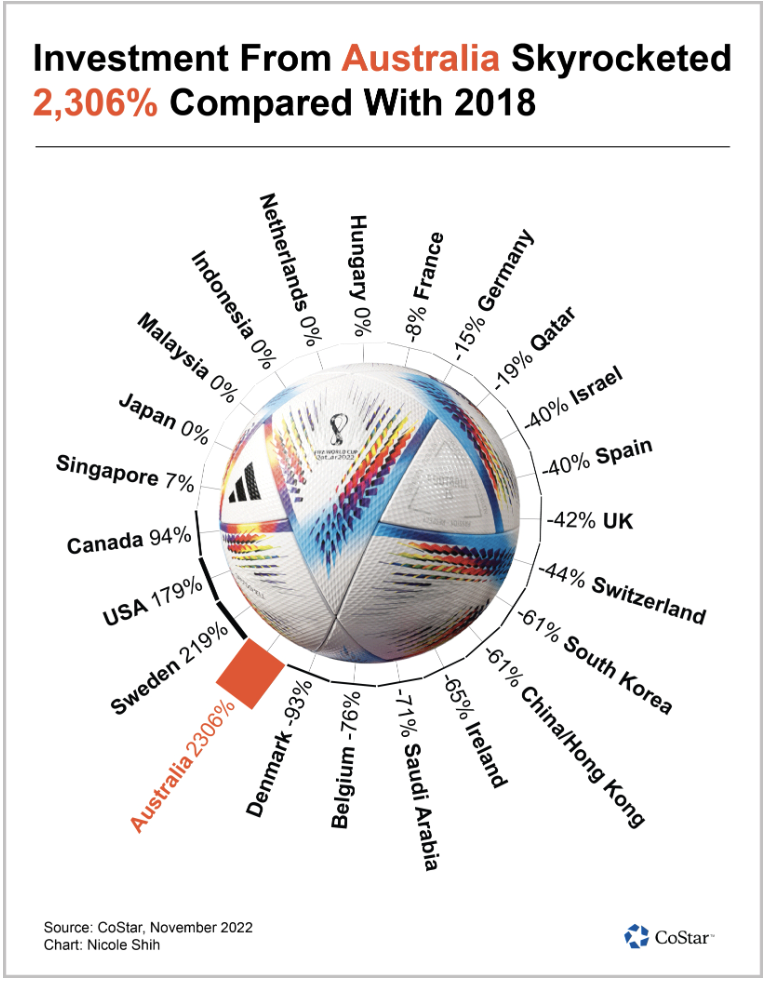 Investment From Australia Skyrocketed
2,306% Compared With 2018
Hungary 0%
-8% France
-15% Germany
-19% Qatar
-40% Israel
-40% Spain
-42% UK
-44% Switzerland
-61% South Korea
-61% China/Hong Kong
-65% Ireland
-71% Saudi Arabia
Belgium -76%
Denmark -93%
Australia 2306%
Sweden 219%
USA 179%
Canada 94%
Singapore 7%
Japan 0%
Malaysia 0%
Indonesia 0%
Netherlands 0%
FIFA WORLD CUP
Qatar2022
Source: CoStar, November 2022
Chart: Nicole Shih
CoStar™